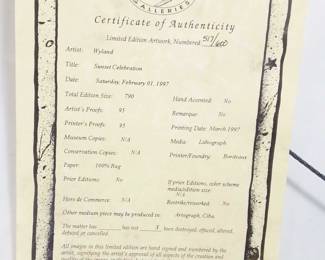 GALLERIES
Certificate of Authenticity
Limited Edition Artwork, Numbered 517/600
Artist: Wyland
Title: Sunset Celebration
Date: Saturday, February 01, 1997
Total Edition Size: 790 Hand Accented: No
Artist's Proofs: 95 Remarque: No
Printer's Proofs: 95 Printing Date: March 1997
Museum Copies: N/A Media: Lithograph
Conservation Copies: N/A Printer/Foundry: Bordeaux
Paper: 100% Rag
Prior Editions: No If prior Editions, color scheme
media/edition size:
N/A
Hors de Commerce: N/A Restrike/reworked: No
Other medium piece may be produced in: Artograph, Ciba
The matter has has not X been destroyed, effaced, altered,
defaced or cancelled.
All images in this limited edition are hand signed and numbered by the
artist, signifying the artist's approval of all aspects of the creation and